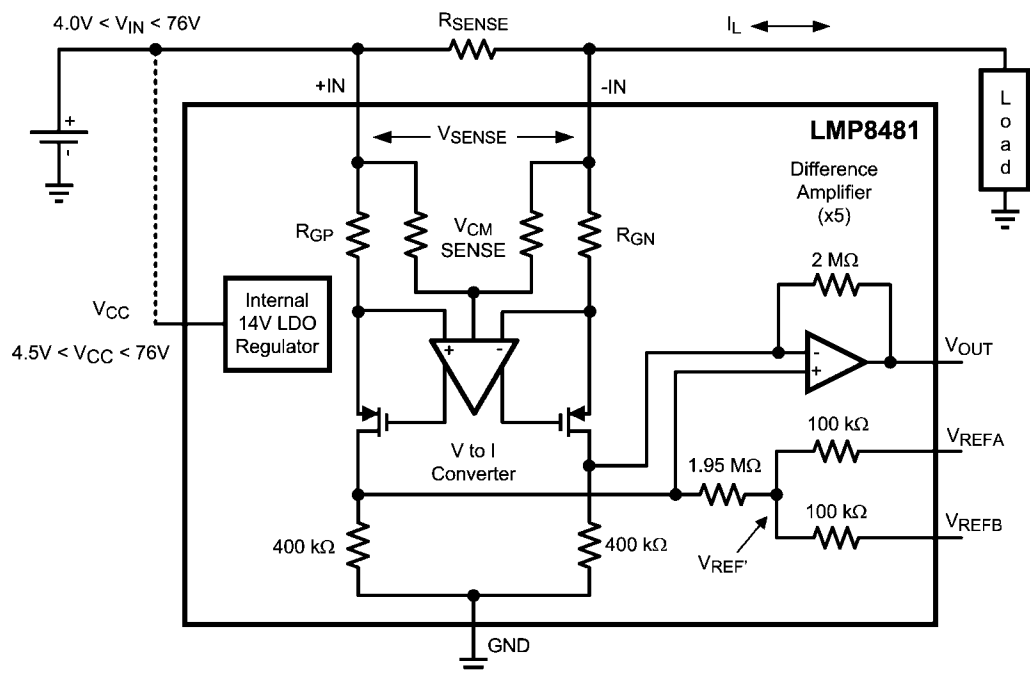 4.0V < VIN < 76V
RSENSE
IL
+IN
-IN
Load
+
-
VSENSE
LMP8481
Difference
Amplifier
(x5)
RGP
VCM
SENSE
RGN
2 MΩ
VCC
Internal
14V LDO
Regulator
4.5V < VCC < 76V
+
-
-
+
VOUT
V to I
Converter
100 kΩ
VREFA
1.95 MΩ
100 kΩ
VREFB
400 kΩ
400 kΩ
VREF'
GND